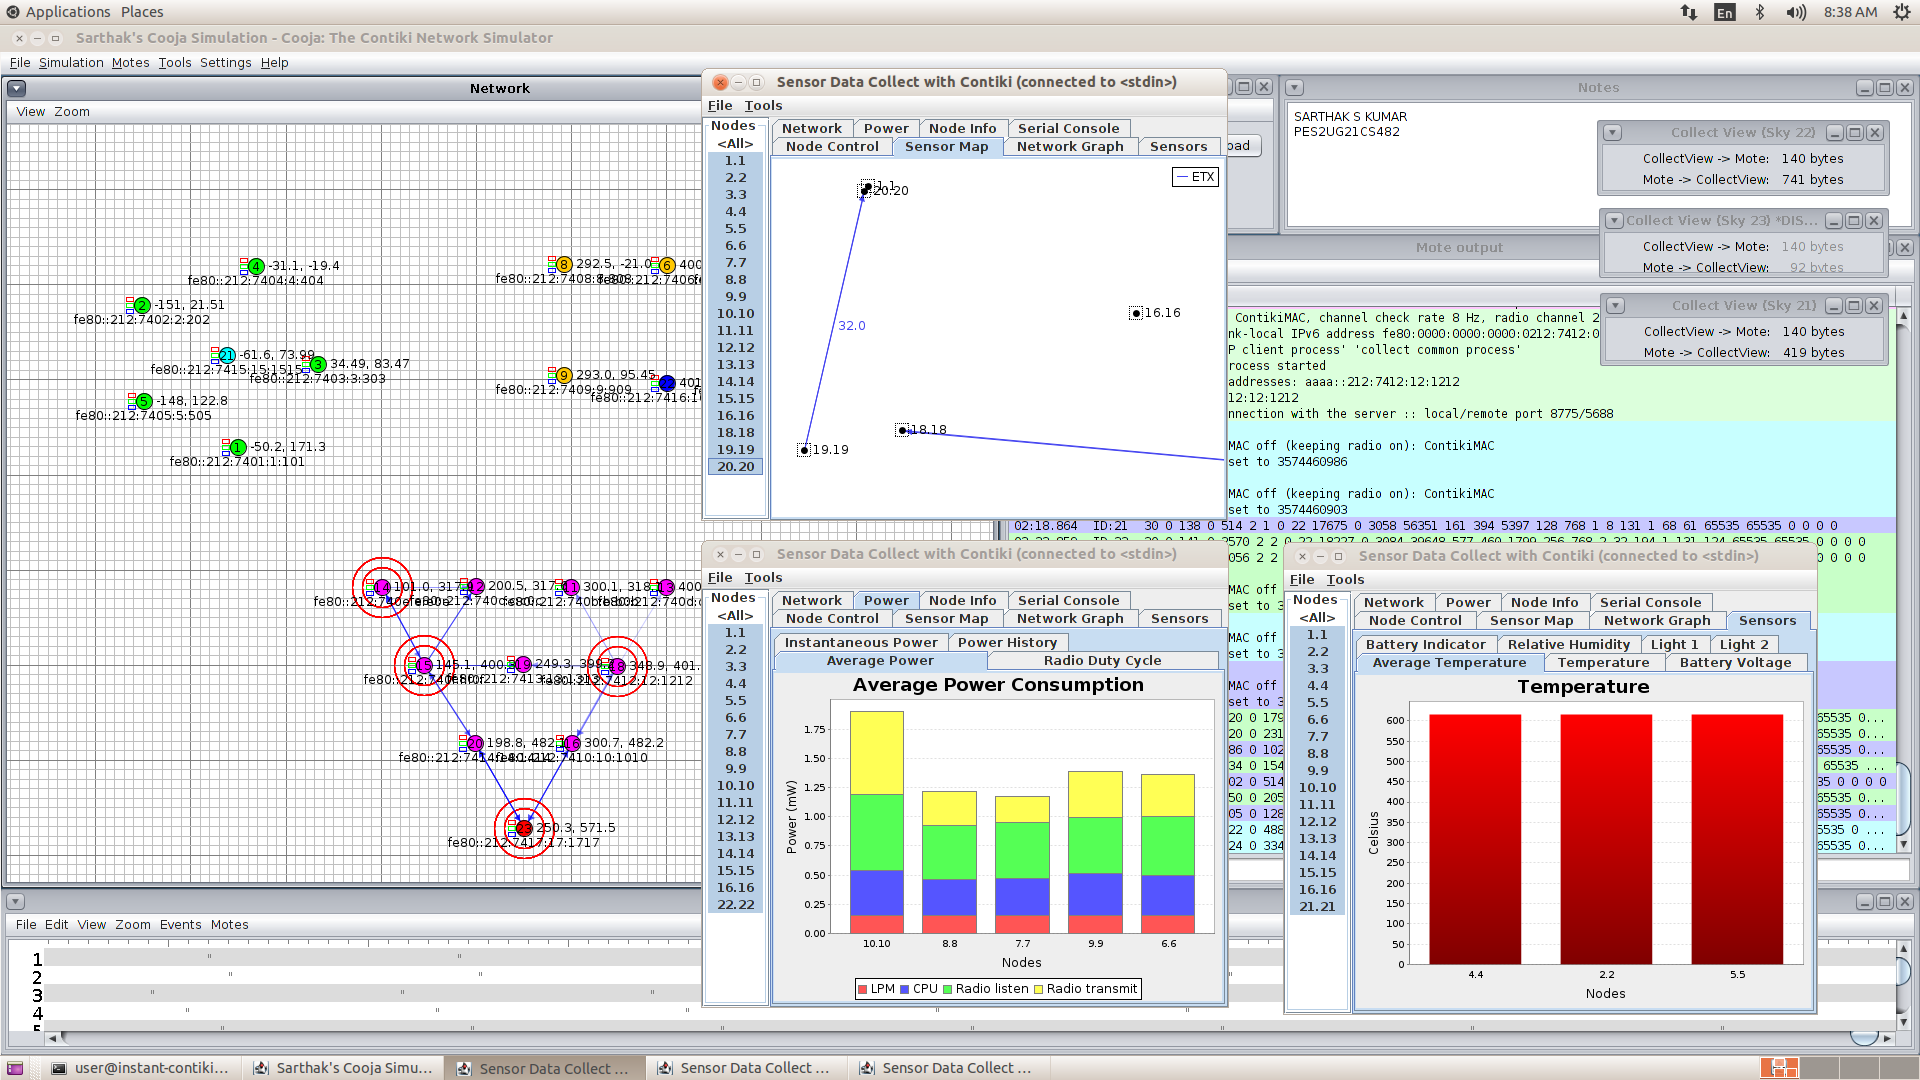 Applications Places
En 8:38 AM
Sarthak's Cooja Simulation - Cooja: The Contiki Network Simulator
File Simulation Motes Tools Settings Help
Network
View Zoom
4 -31.1, -19.4
fe80::212:7404:4:404
2 -151, 21.51
fe80::212:7402:2:202
21 -61.6, 73.99
fe80::212:7415:15:1515
3 34.49, 83.47
fe80::212:7403:3:303
5 -148, 122.8
fe80::212:7405:5:505
1 -50.2, 171.3
fe80::212:7401:1:101
8 292.5, -21.0
6 400
9 293.0, 95.45
fe80::212:7409:9:909
401
101.0, 317.9
200.5, 317.
300.1, 318.
400
145.1, 400.
249.3, 399
348.9, 401.
fe80::212:7412:12:1212
20 198.8, 482.
16 300.7, 482.2
23 250.3, 571.5
fe80::212:7417:17:1717
Sensor Data Collect with Contiki (connected to <stdin>)
File Tools
Nodes
<All>
1.1
2.2
3.3
4.4
5.5
6.6
7.7
8.8
9.9
10.10
11.11
12.12
13.13
14.14
15.15
16.16
18.18
19.19
20.20
Network Power Node Info Serial Console
Node Control Sensor Map Network Graph Sensors
ETX
1.1
20.20
16.16
32.0
18.18
19.19
oad
Notes
SARTHAK S KUMAR
PES2UG21CS482
Collect View (Sky 22)
CollectView -> Mote: 140 bytes
Mote -> CollectView: 741 bytes
Collect View (Sky 23) *DIS...
CollectView -> Mote: 140 bytes
Mote -> CollectView: 92 bytes
Collect View (Sky 21)
CollectView -> Mote: 140 bytes
Mote -> CollectView: 419 bytes
Mote output
ContikiMAC, channel check rate 8 Hz, radio channel 2
nk-local IPv6 address fe80:0000:0000:0000:0212:7412:0
P client process' 'collect common process'
rocess started
addresses: aaaa::212:7412:12:1212
12:12:1212
nnection with the server :: local/remote port 8775/5688
MAC off (keeping radio on): ContikiMAC
set to 3574460986
MAC off (keeping radio on): ContikiMAC
set to 3574460903
02:18.864 ID:21 30 0 138 0 514 2 1 0 22 17675 0 3058 56351 161 394 5397 128 768 1 8 131 1 68 61 65535 0 0 0 0
Sensor Data Collect with Contiki (connected to <stdin>)
File Tools
Nodes
<All>
1.1
2.2
3.3
4.4
5.5
6.6
7.7
8.8
9.9
10.10
11.11
12.12
13.13
14.14
15.15
16.16
22.22
Network Power Node Info Serial Console
Node Control Sensor Map Network Graph Sensors
Instantaneous Power Power History
Average Power Radio Duty Cycle
Average Power Consumption
Power (mW)
1.75
1.50
1.25
1.00
0.75
0.50
0.25
0.00
10.10 8.8 7.7 9.9 6.6
Nodes
LPM CPU Radio listen Radio transmit
Sensor Data Collect with Contiki (connected to <stdin>)
File Tools
Nodes
<All>
1.1
2.2
3.3
4.4
5.5
6.6
7.7
8.8
9.9
10.10
11.11
12.12
13.13
14.14
15.15
16.16
21.21
Network Power Node Info Serial Console
Node Control Sensor Map Network Graph Sensors
Battery Indicator Relative Humidity Light 1 Light 2
Average Temperature Temperature Battery Voltage
Temperature
Celsius
600
550
500
450
400
350
300
250
200
150
100
50
0
4.4 2.2 5.5
Nodes
File Edit View Zoom Events Motes
1
2
3
4
user@instant-contiki... Sarthak's Cooja Simu... Sensor Data Collect ... Sensor Data Collect ... Sensor Data Collect ...